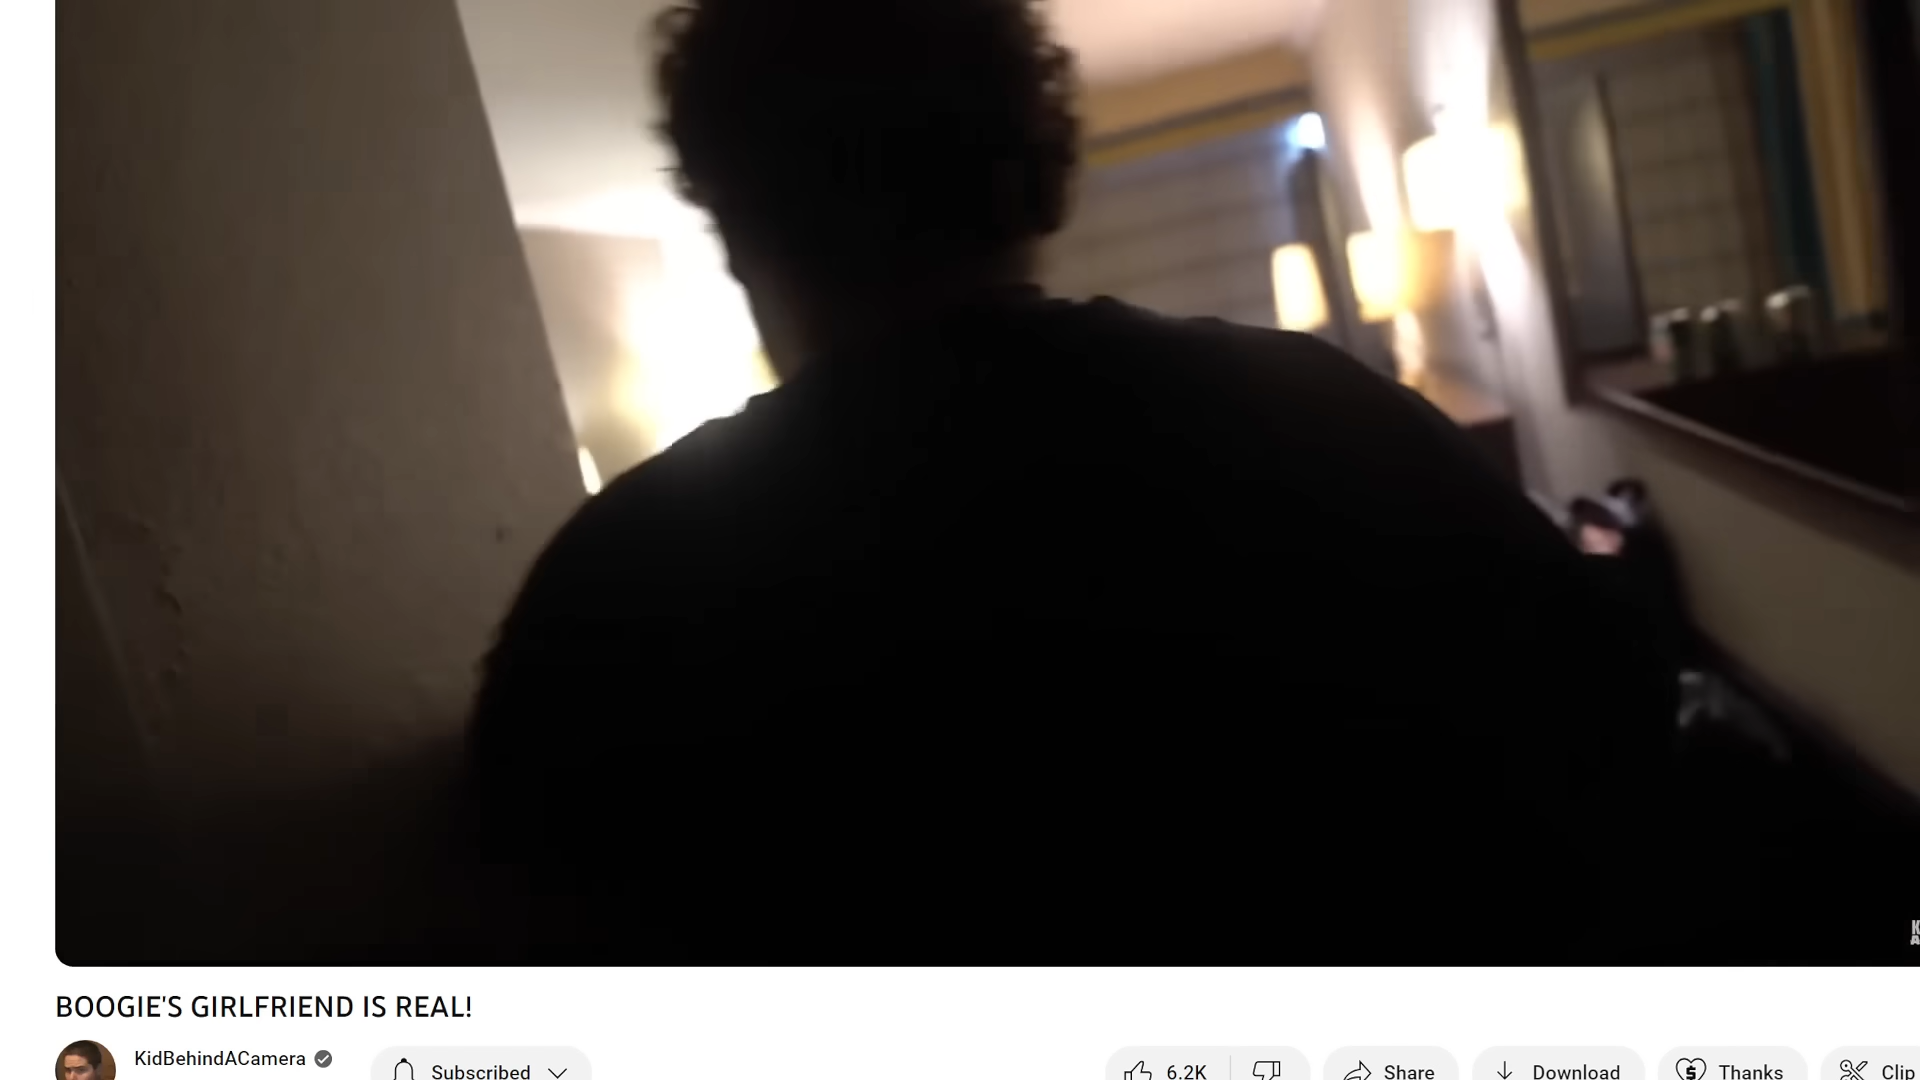 BOOGIE'S GIRLFRIEND IS REAL!
KidBehindACamera
Subscribed
6.2K
Share
Download
Thanks
Clip